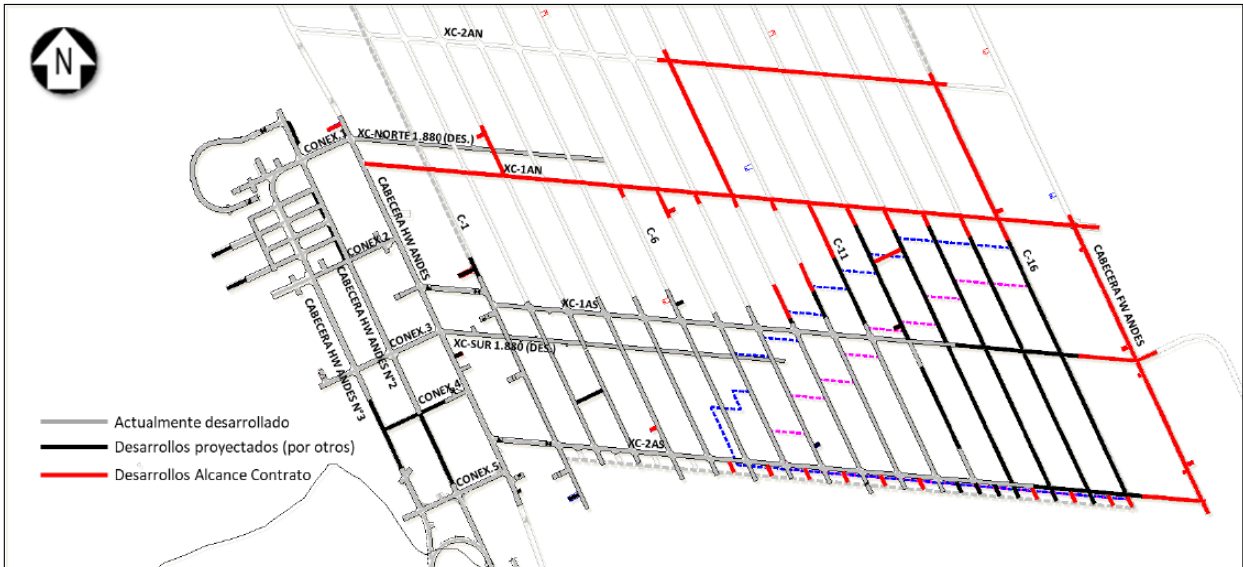 N
XC-2AN
CONEX.1
XC-NORTE 1.880 (DES.)
XC-1AN
CABECERA HW ANDES
C-1
C-6
C-11
C-16
CABECERA FW ANDES
CONEX.2
CABECERA HW ANDES N°2
CABECERA HW ANDES N°3
XC-1AS
CONEX.3
XC-SUR 1.880 (DES.)
CONEX.4
XC-2AS
CONEX.5
Actualmente desarrollado
Desarrollos proyectados (por otros)
Desarrollos Alcance Contrato